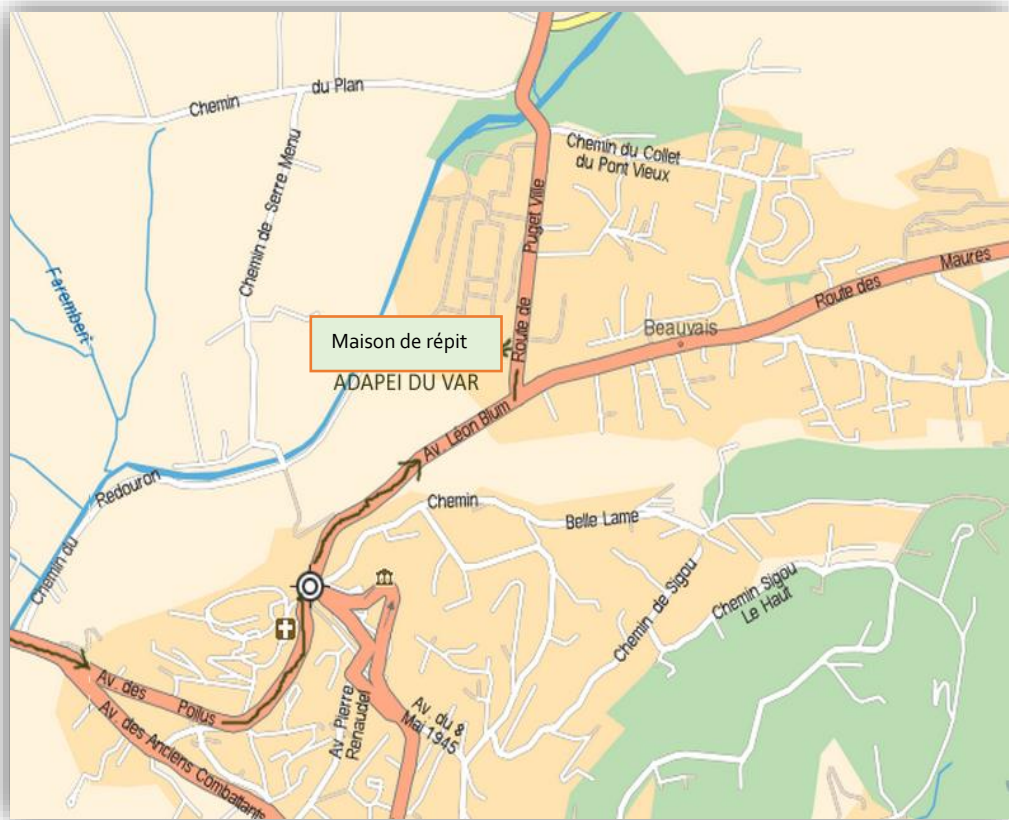 Chemin du Plan
Chemin du Collet
du Pont Vieux
Chemin de Serre Menu
Puget Ville
Route de
Maures
Route des
Farembert
Beauvais
Maison de répit
ADAPEI DU VAR
Av. Léon Blum
Chemin
Belle Lame
Redouron
Chemin du
Chemin de Sigou
Chemin Sigou
Le Haut
Av. des
Poilus
Av. Pierre
Renaudel
Av. du 8
Mai 1945
Av. des Anciens Combattants